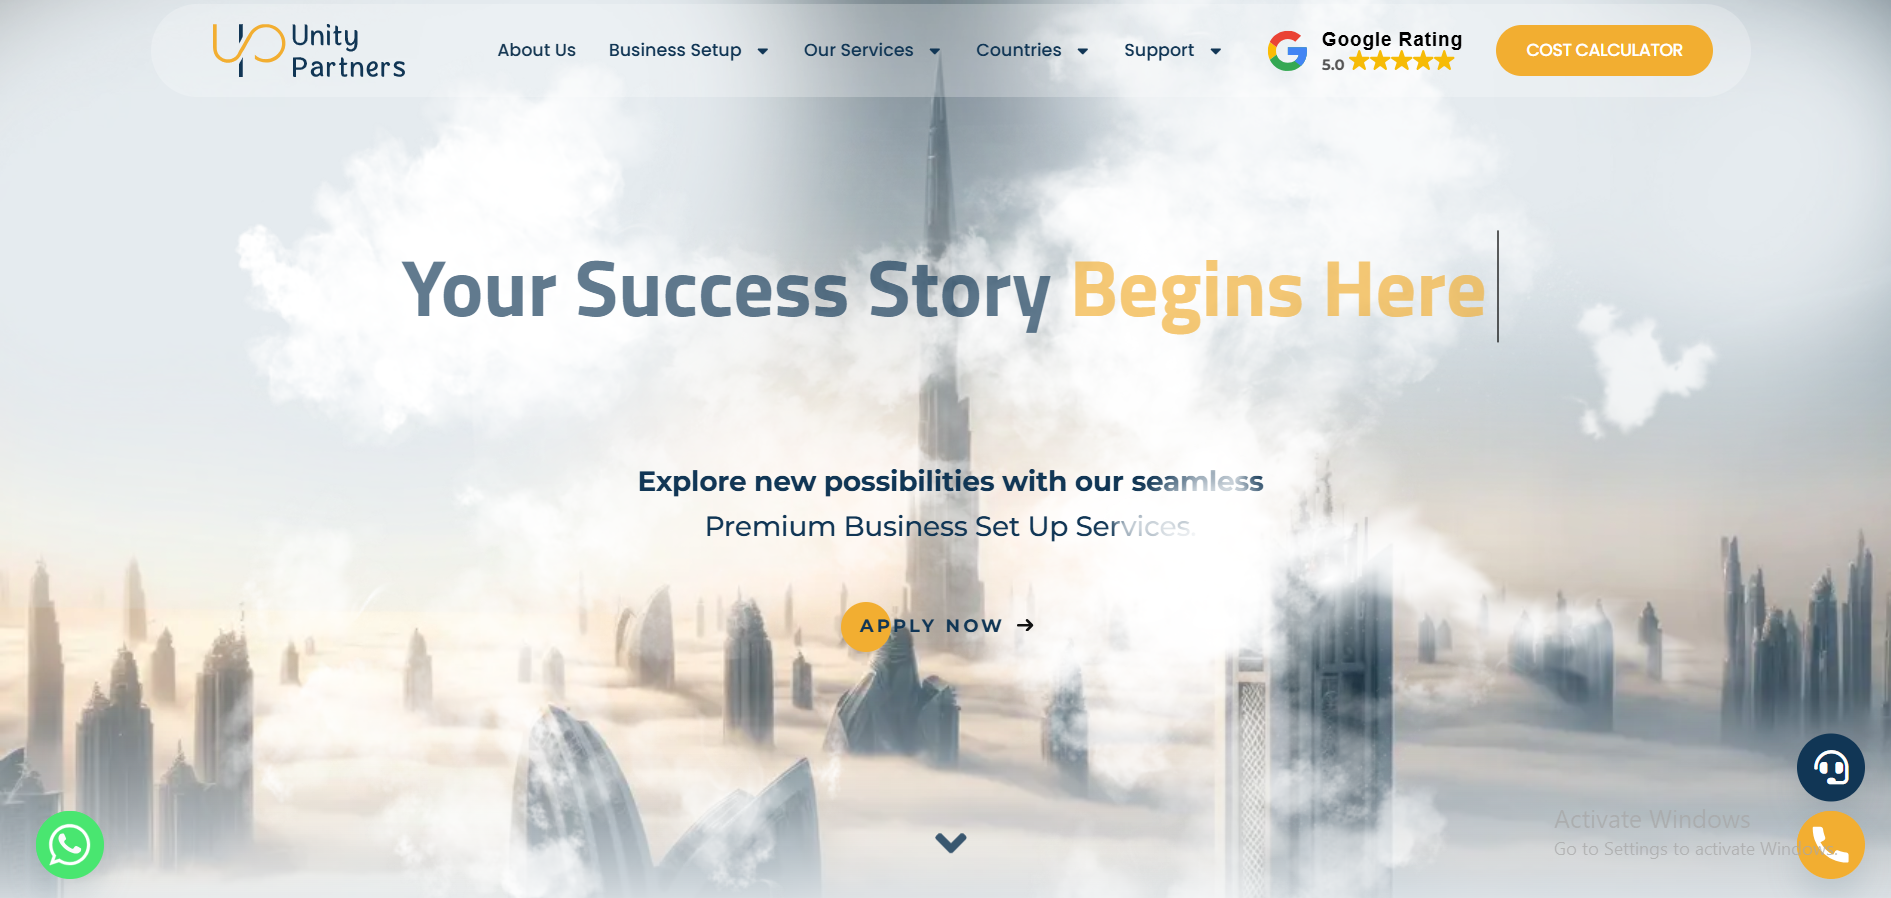 Unity
Partners
About Us
Business Setup
Our Services
Countries
Support
Google Rating
5.0
COST CALCULATOR
Your Success Story Begins Here
Explore new possibilities with our seamless
Premium Business Set Up Services.
APPLY NOW
Activate Windows
Go to Settings to activate Windows.